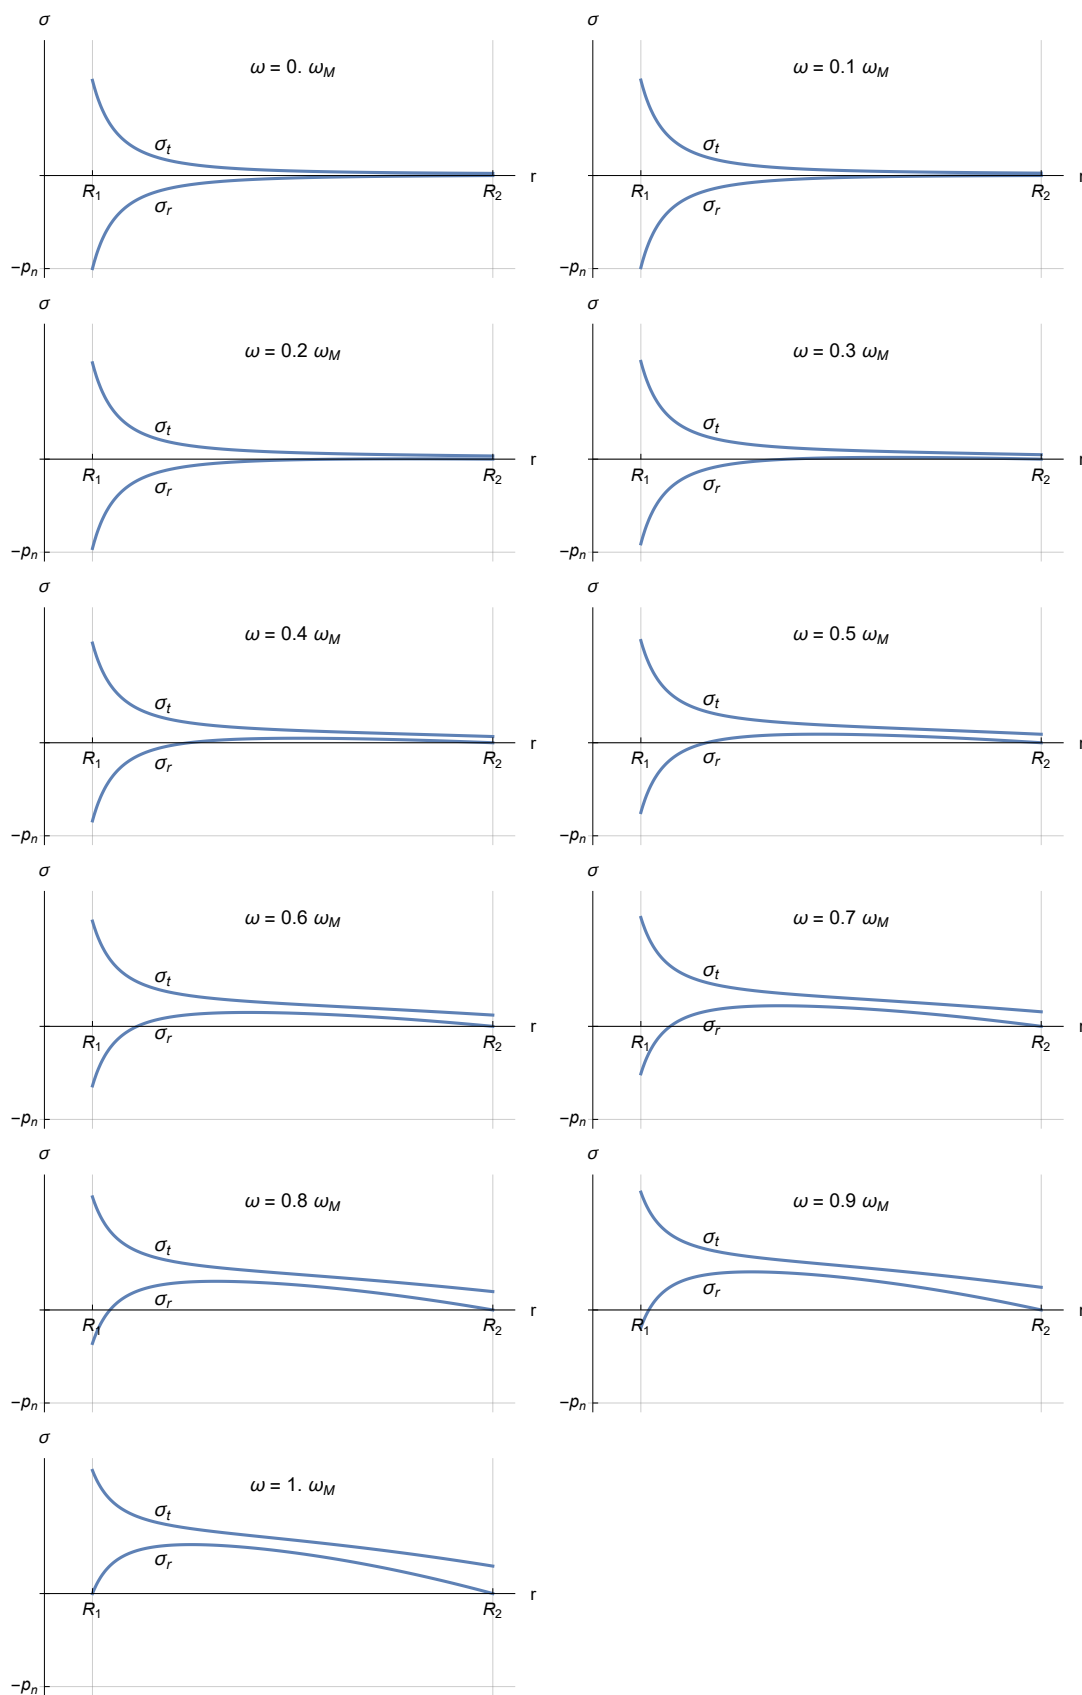 σ σ
ω = 0. ω_M ω = 0.1 ω_M
σ_t σ_t
R_1 R_2 r R_1 R_2 r
σ_r σ_r
−p_n −p_n
σ σ
ω = 0.2 ω_M ω = 0.3 ω_M
σ_t σ_t
R_1 R_2 r R_1 R_2 r
σ_r σ_r
−p_n −p_n
σ σ
ω = 0.4 ω_M ω = 0.5 ω_M
σ_t σ_t
R_1 σ_r R_2 r R_1 σ_r R_2 r
−p_n −p_n
σ σ
ω = 0.6 ω_M ω = 0.7 ω_M
σ_t σ_t
R_1 σ_r R_2 r R_1 σ_r R_2 r
−p_n −p_n
σ σ
ω = 0.8 ω_M ω = 0.9 ω_M
σ_t σ_t
σ_r σ_r
R_1 R_2 r R_1 R_2 r
−p_n −p_n
σ
ω = 1. ω_M
σ_t
σ_r
R_1 R_2 r
−p_n